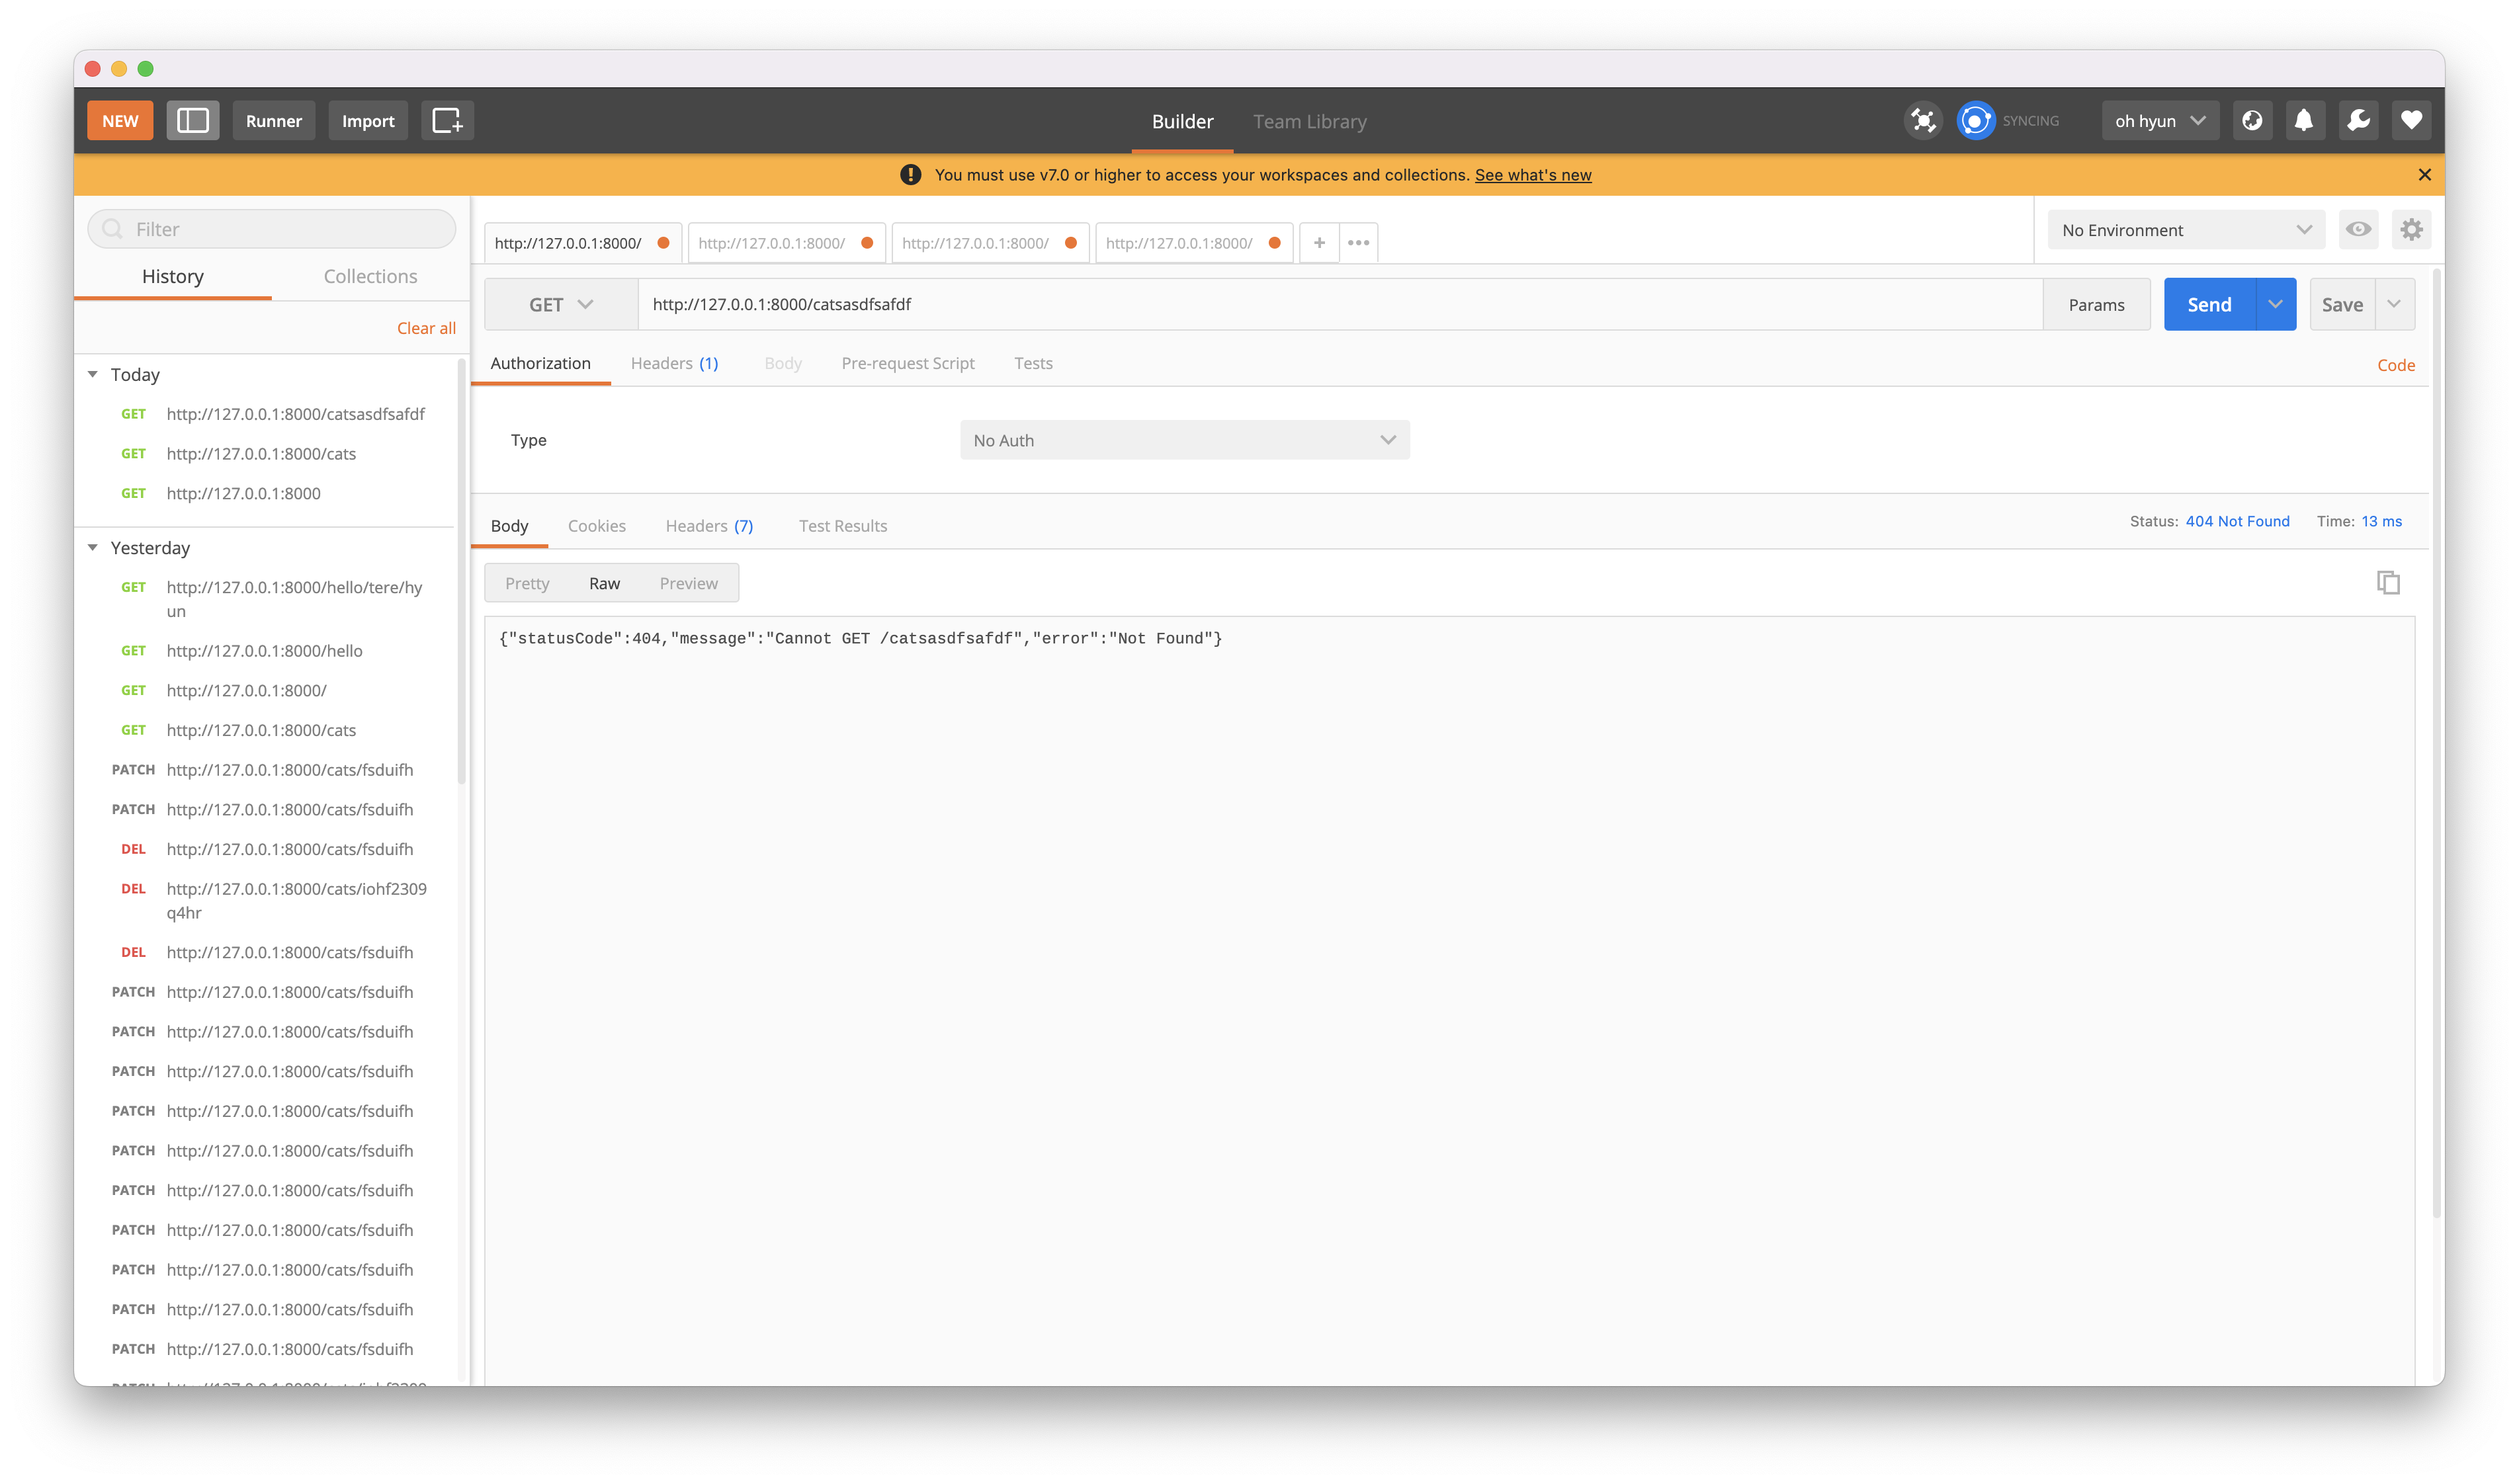 NEW
Runner
Import
Builder
Team Library
SYNCING
oh hyun
You must use v7.0 or higher to access your workspaces and collections. See what's new
Filter
History
Collections
Clear all
Today
GET http://127.0.0.1:8000/catsasdfsafdf
GET http://127.0.0.1:8000/cats
GET http://127.0.0.1:8000
Yesterday
GET http://127.0.0.1:8000/hello/tere/hy
un
GET http://127.0.0.1:8000/hello
GET http://127.0.0.1:8000/
GET http://127.0.0.1:8000/cats
PATCH http://127.0.0.1:8000/cats/fsduifh
PATCH http://127.0.0.1:8000/cats/fsduifh
DEL http://127.0.0.1:8000/cats/fsduifh
DEL http://127.0.0.1:8000/cats/iohf2309
q4hr
DEL http://127.0.0.1:8000/cats/fsduifh
PATCH http://127.0.0.1:8000/cats/fsduifh
PATCH http://127.0.0.1:8000/cats/fsduifh
PATCH http://127.0.0.1:8000/cats/fsduifh
PATCH http://127.0.0.1:8000/cats/fsduifh
PATCH http://127.0.0.1:8000/cats/fsduifh
PATCH http://127.0.0.1:8000/cats/fsduifh
PATCH http://127.0.0.1:8000/cats/fsduifh
PATCH http://127.0.0.1:8000/cats/fsduifh
PATCH http://127.0.0.1:8000/cats/fsduifh
PATCH http://127.0.0.1:8000/cats/fsduifh
http://127.0.0.1:8000/
http://127.0.0.1:8000/
http://127.0.0.1:8000/
http://127.0.0.1:8000/
No Environment
GET
http://127.0.0.1:8000/catsasdfsafdf
Params
Send
Save
Authorization
Headers (1)
Body
Pre-request Script
Tests
Code
Type
No Auth
Body
Cookies
Headers (7)
Test Results
Status: 404 Not Found
Time: 13 ms
Pretty
Raw
Preview
{"statusCode":404,"message":"Cannot GET /catsasdfsafdf","error":"Not Found"}